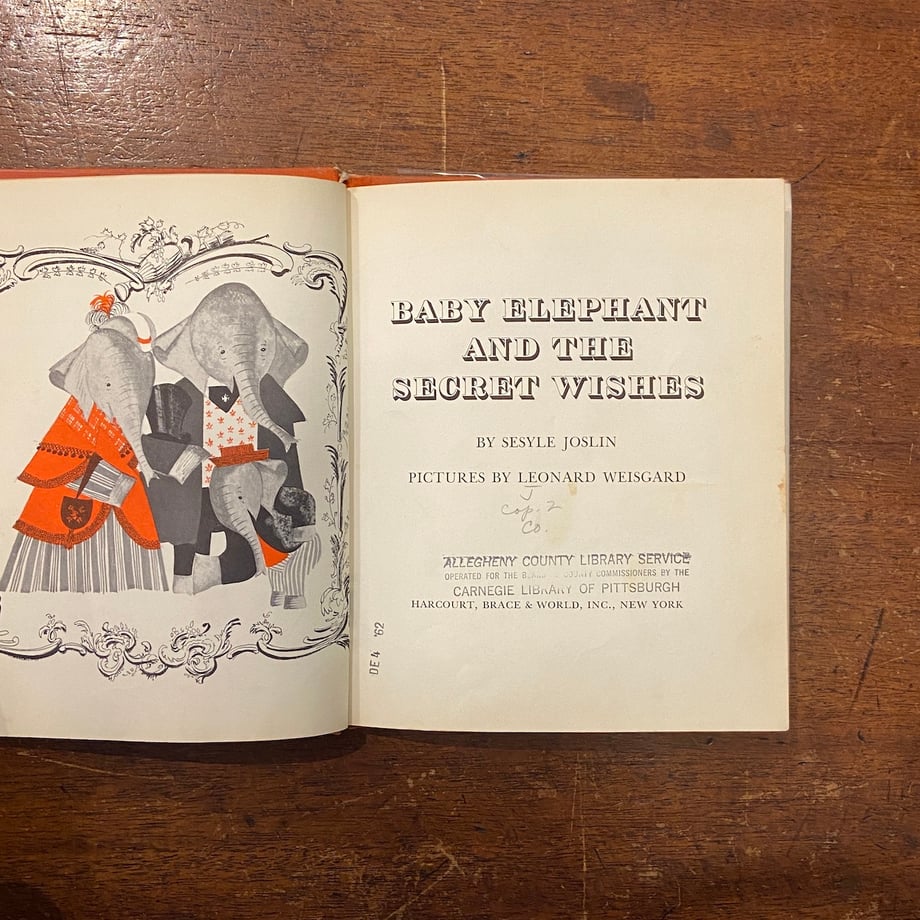 BABY ELEPHANT
AND THE
SECRET WISHES
BY SESYLE JOSLIN
PICTURES BY LEONARD WEISGARD
J
cop. 2
Co.
ALLEGHENY COUNTY LIBRARY SERVICE
OPERATED FOR THE COUNTY COMMISSIONERS BY THE
CARNEGIE LIBRARY OF PITTSBURGH
HARCOURT, BRACE & WORLD, INC., NEW YORK
DE 4 '62